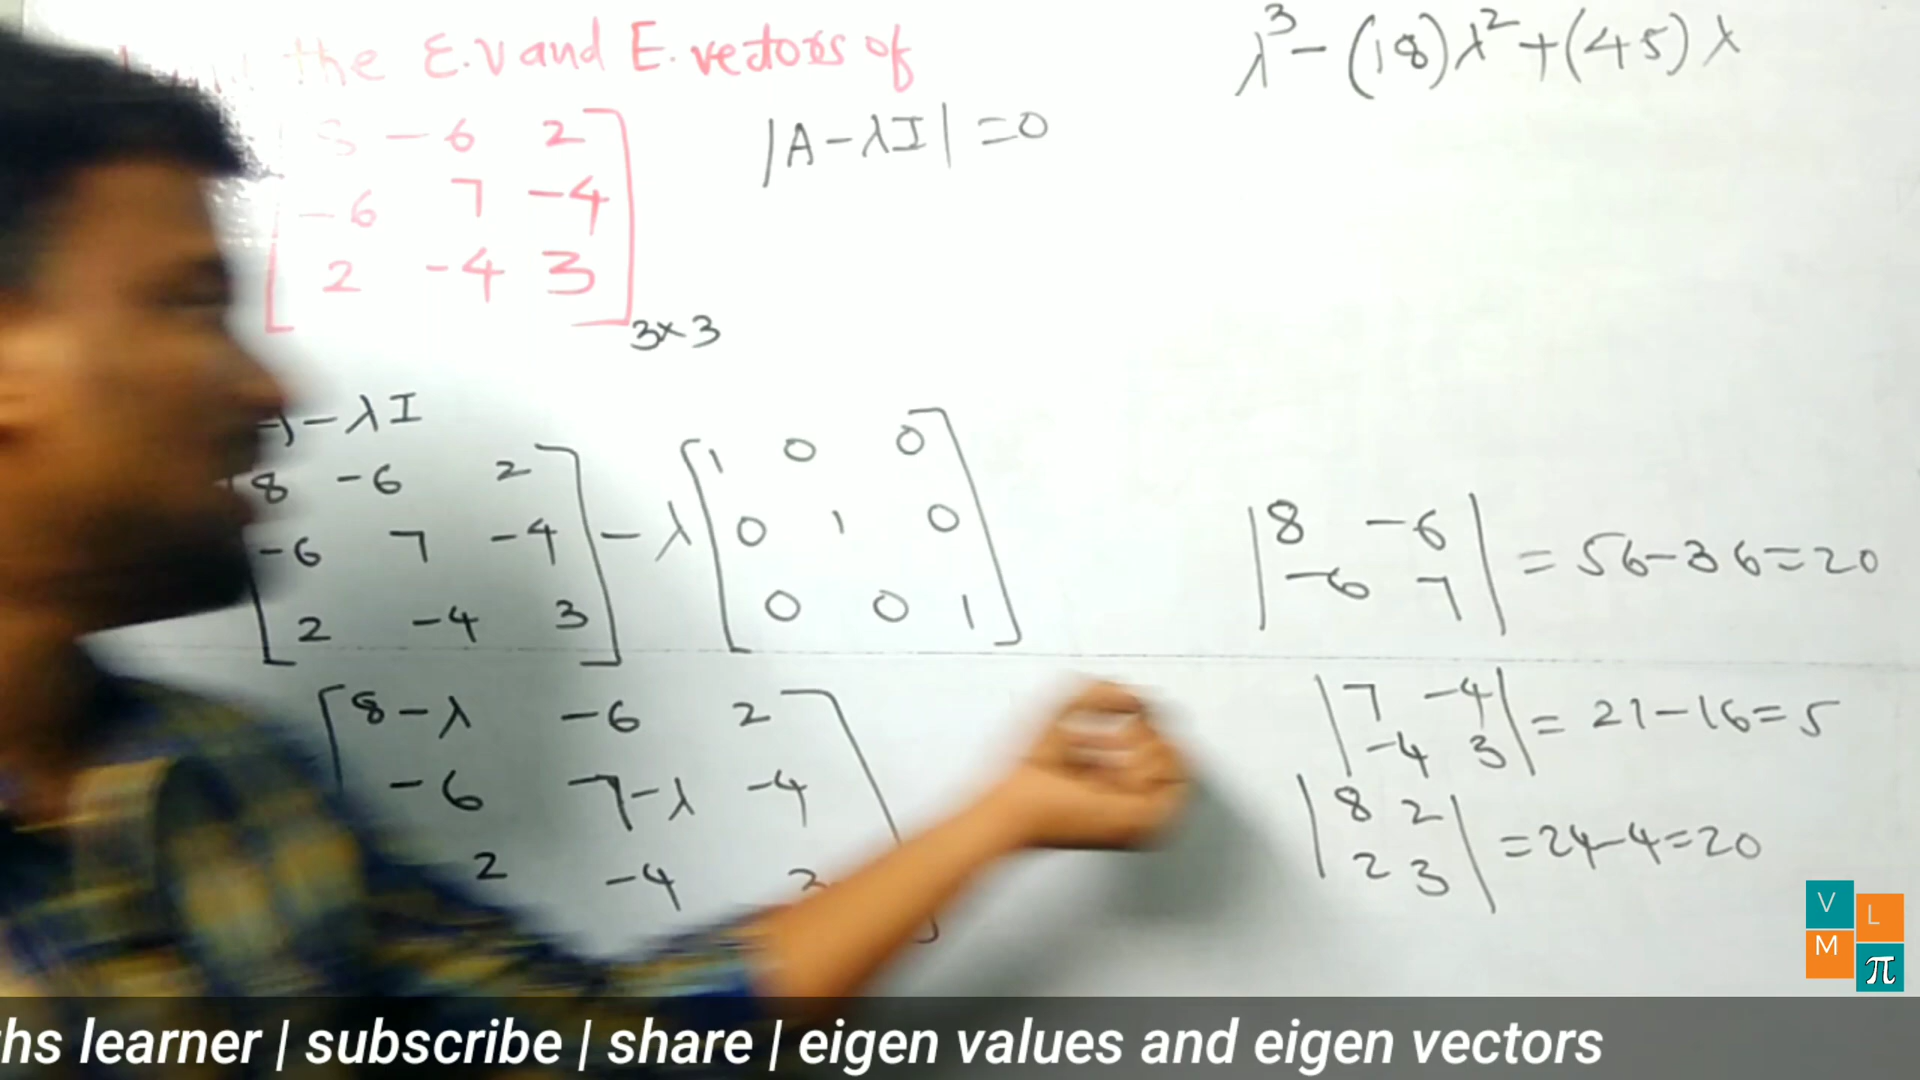 the E.V and E.vectors of
8 -6 2
-6 7 -4
2 -4 3
3×3
|A-λI| =0
λ³-(18)λ²+(45)λ
A-λI
8 -6 2
-6 7 -4
2 -4 3
-λ
1 0 0
0 1 0
0 0 1
8-λ -6 2
-6 7-λ -4
2 -4
|8 -6
-6 7| = 56-36=20
|7 -4
-4 3| = 21-16=5
|8 2
2 3| =24-4=20
V L
M π
learner | subscribe | share | eigen values and eigen vectors